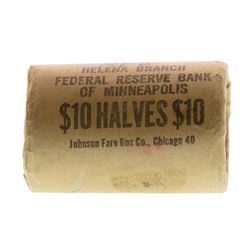 HELENA BRANCH
FEDERAL RESERVE BANK
OF MINNEAPOLIS
$10 HALVES $10
Johnson Fare Box Co., Chicago 40